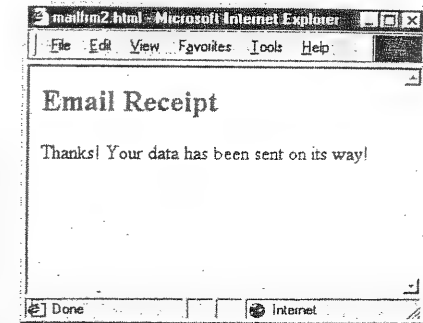 mailfrm2.html - Microsoft Internet Explorer
File Edit View Favorites Tools Help
Email Receipt
Thanks! Your data has been sent on its way!
Done Internet